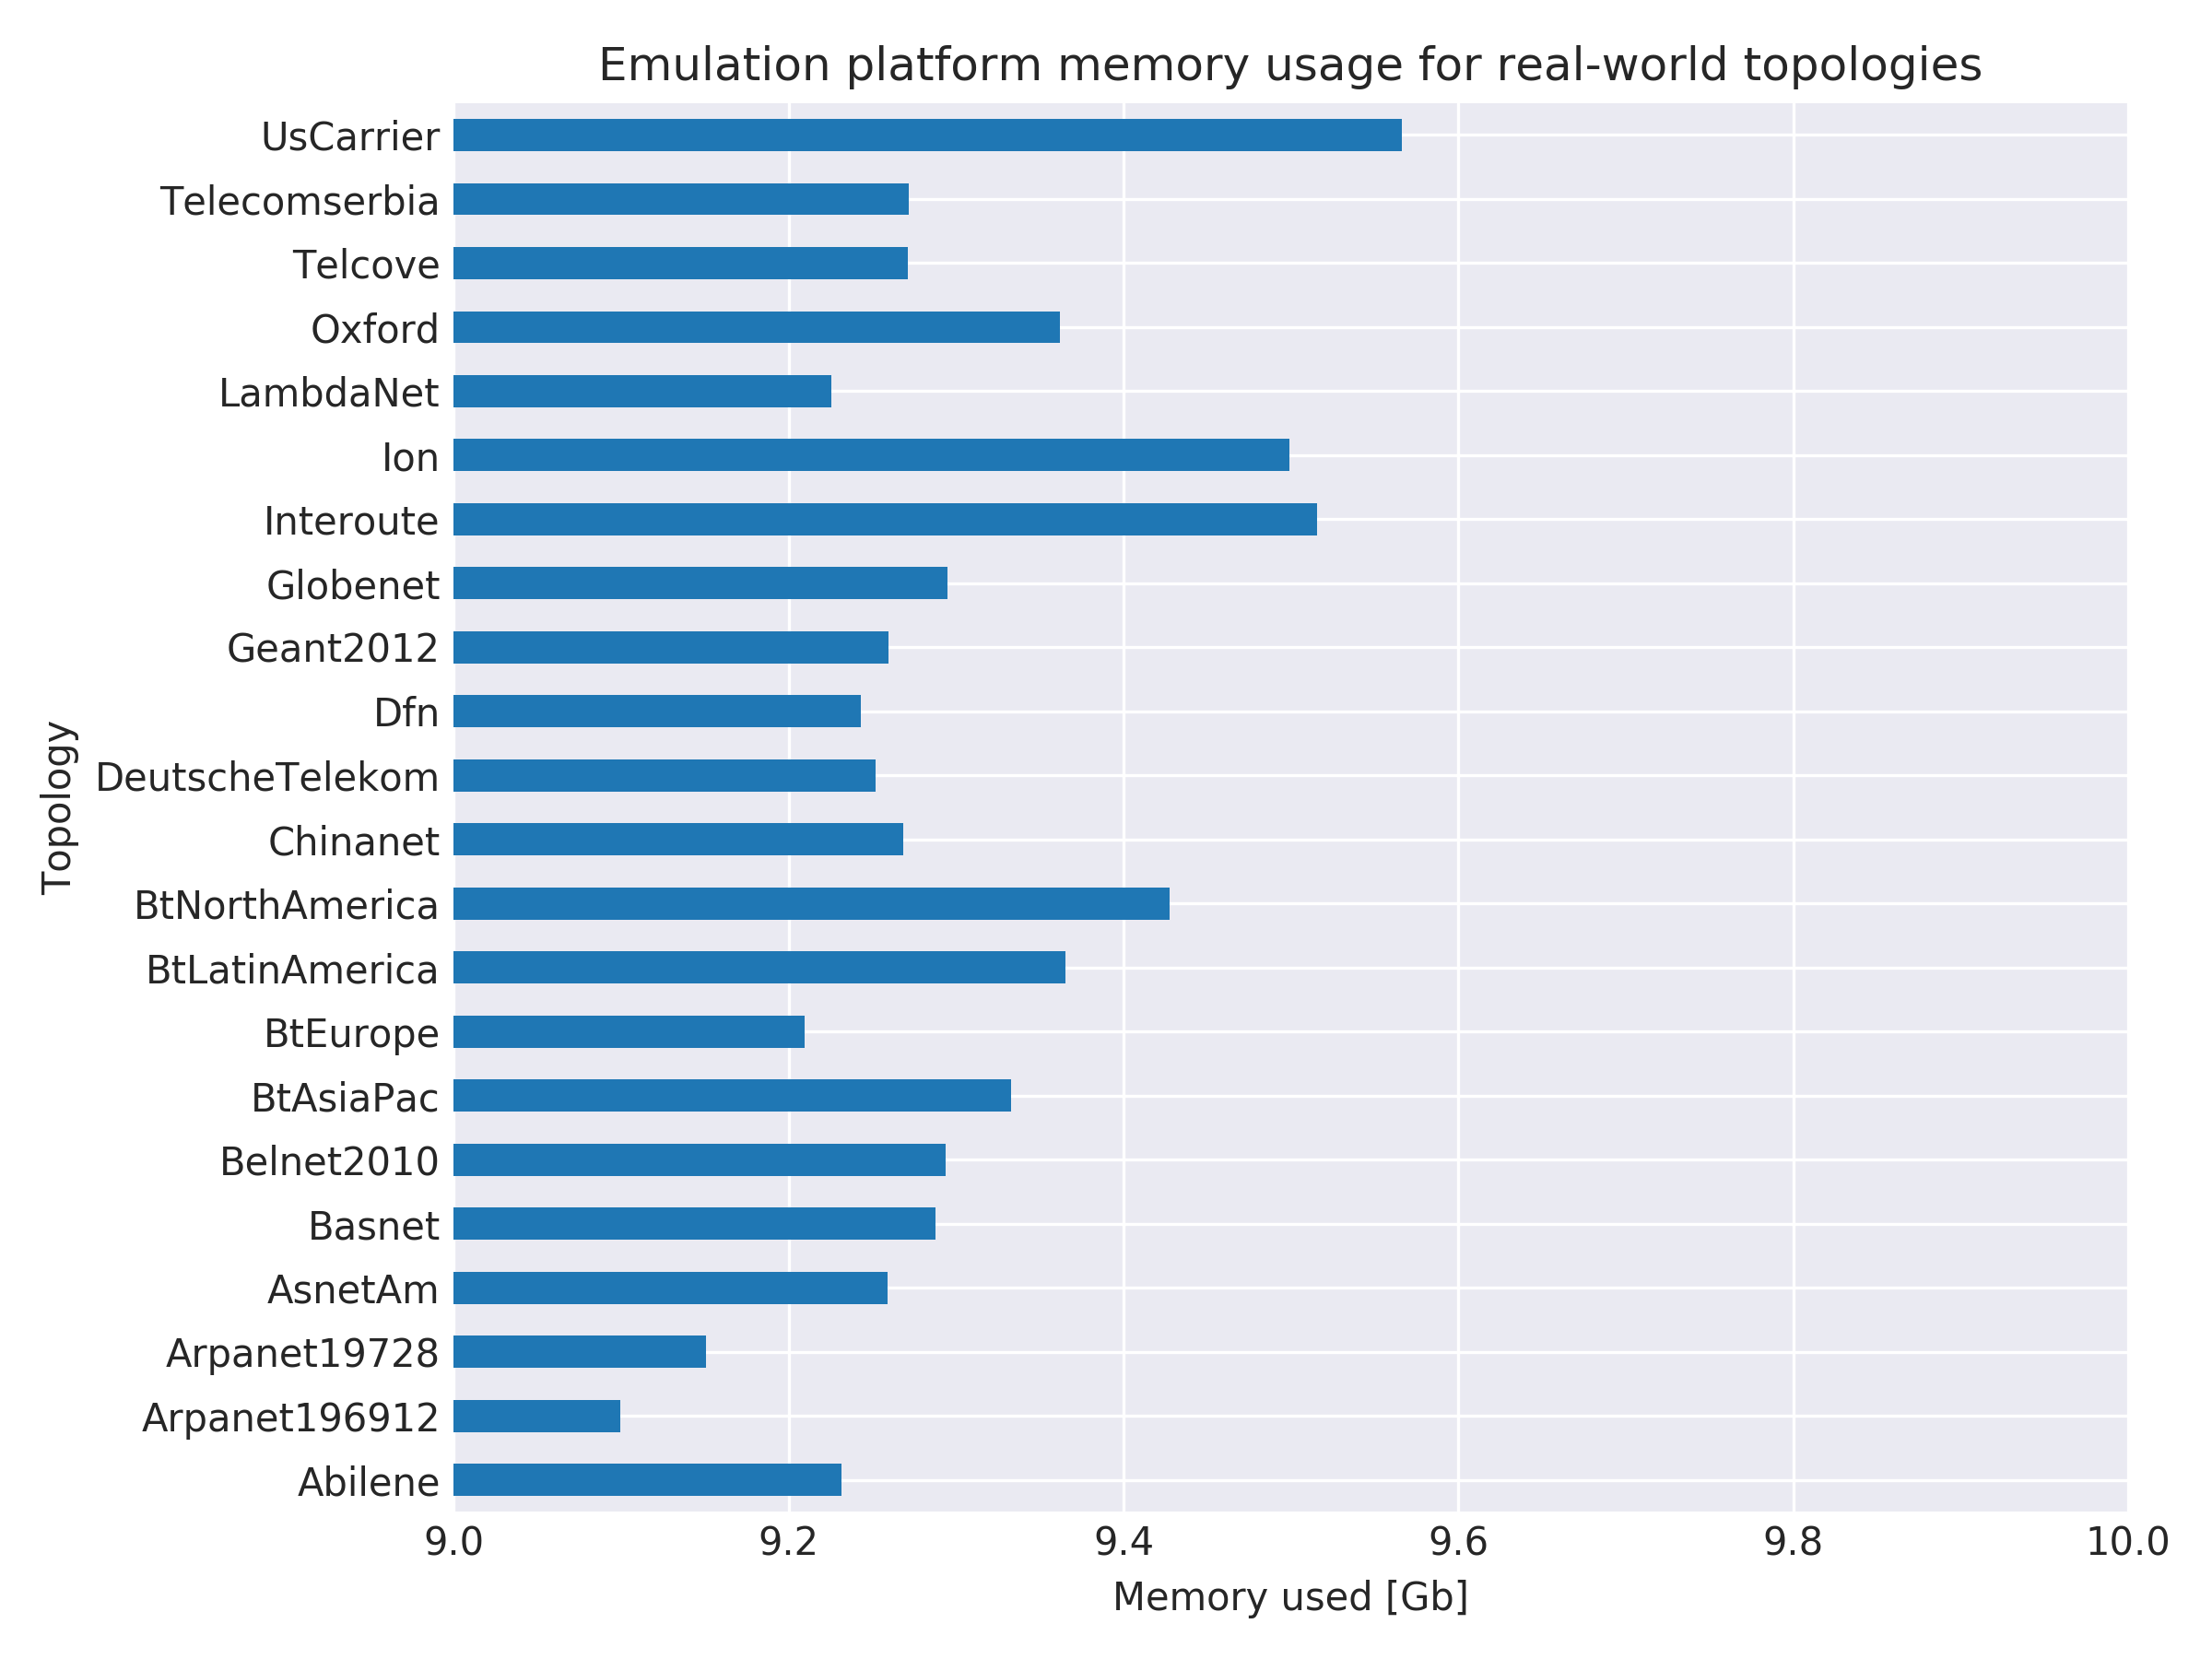 Emulation platform memory usage for real-world topologies
UsCarrier
Telecomserbia
Telcove
Oxford
LambdaNet
Ion
Interoute
Globenet
Geant2012
Dfn
DeutscheTelekom
Chinanet
BtNorthAmerica
BtLatinAmerica
BtEurope
BtAsiaPac
Belnet2010
Basnet
AsnetAm
Arpanet19728
Arpanet196912
Abilene
Topology
9.0 9.2 9.4 9.6 9.8 10.0
Memory used [Gb]